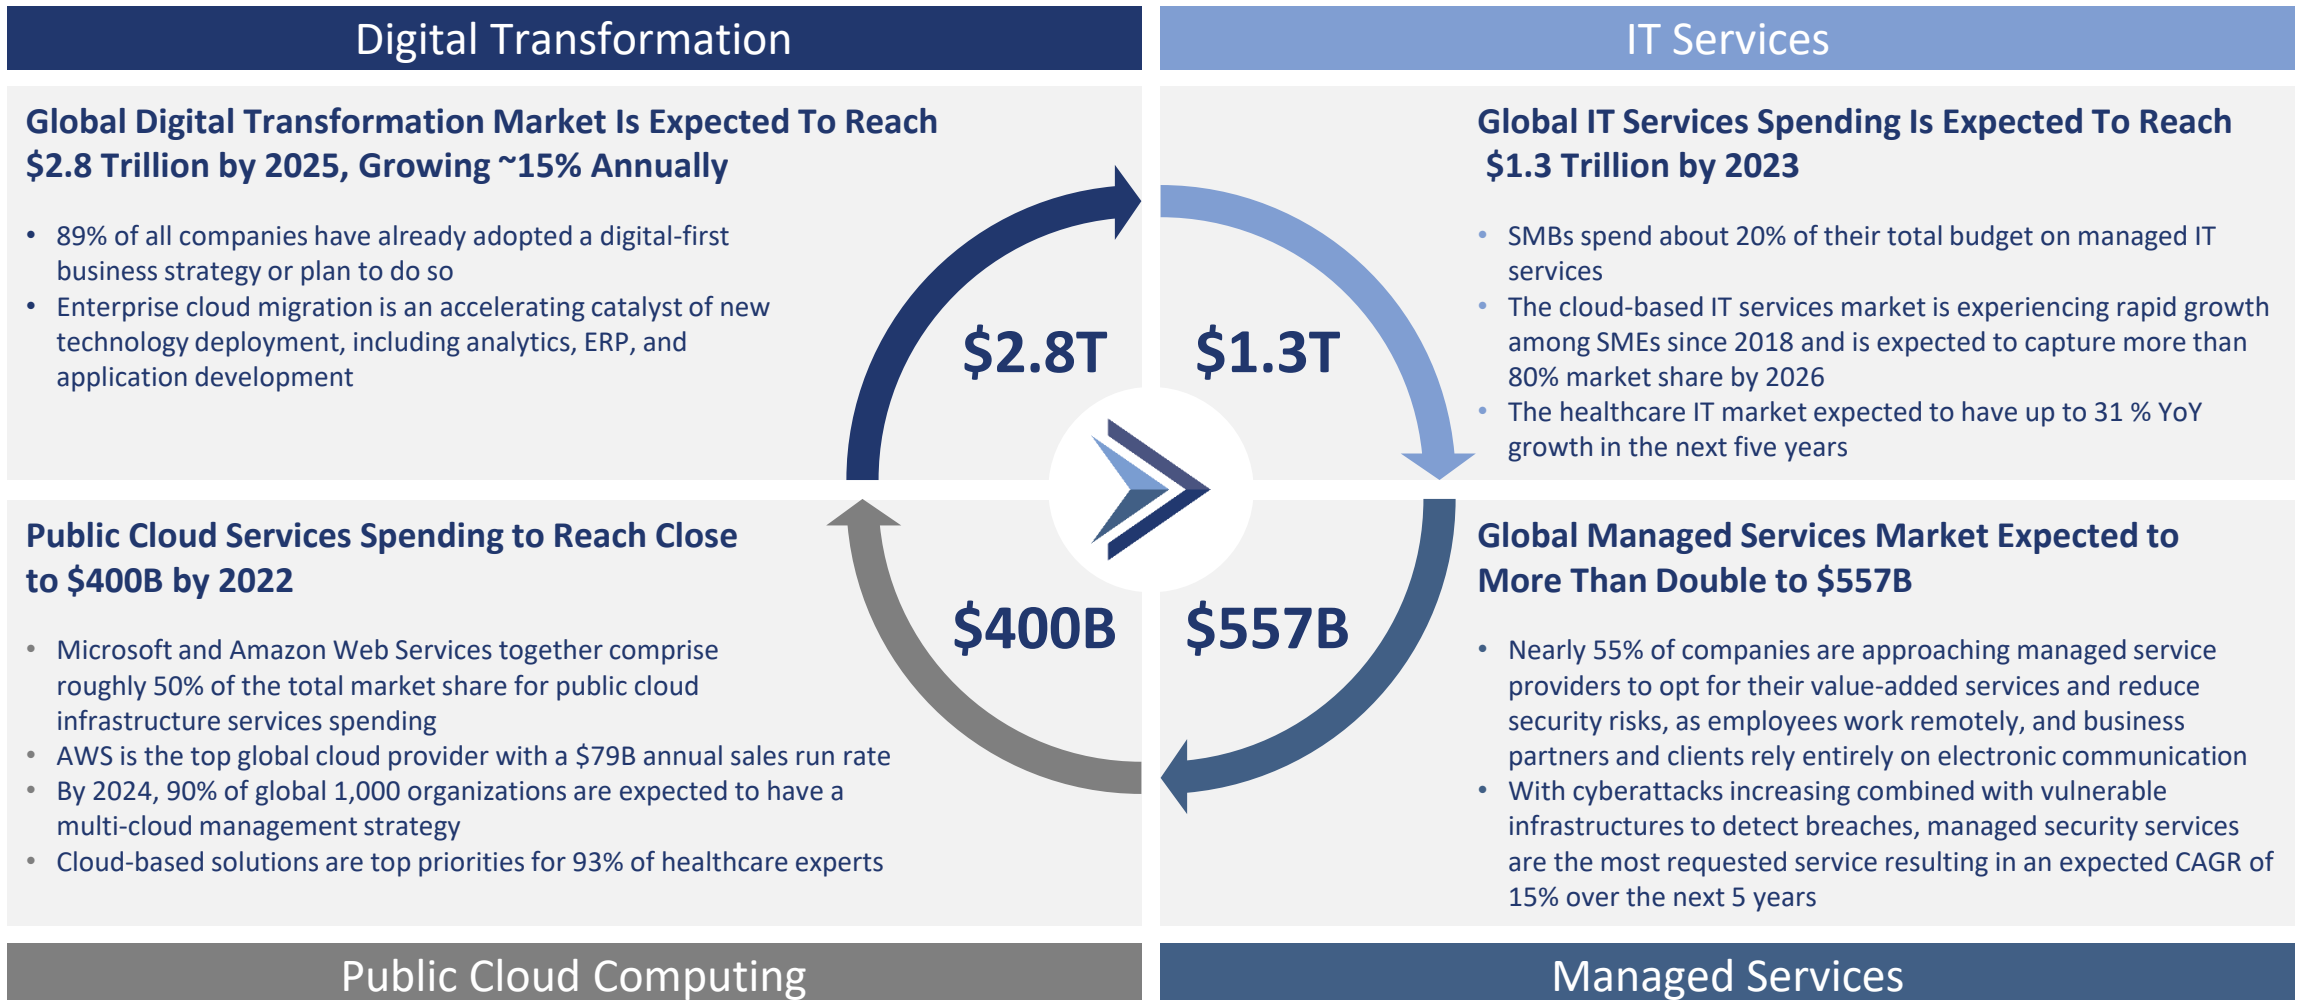 Digital Transformation
Global Digital Transformation Market Is Expected To Reach
$2.8 Trillion by 2025, Growing ~15% Annually
• 89% of all companies have already adopted a digital-first
business strategy or plan to do so
• Enterprise cloud migration is an accelerating catalyst of new
technology deployment, including analytics, ERP, and
application development
$2.8T
IT Services
Global IT Services Spending Is Expected To Reach
$1.3 Trillion by 2023
• SMBs spend about 20% of their total budget on managed IT
services
• The cloud-based IT services market is experiencing rapid growth
among SMEs since 2018 and is expected to capture more than
80% market share by 2026
• The healthcare IT market expected to have up to 31 % YoY
growth in the next five years
$1.3T
Public Cloud Services Spending to Reach Close
to $400B by 2022
• Microsoft and Amazon Web Services together comprise
roughly 50% of the total market share for public cloud
infrastructure services spending
• AWS is the top global cloud provider with a $79B annual sales run rate
• By 2024, 90% of global 1,000 organizations are expected to have a
multi-cloud management strategy
• Cloud-based solutions are top priorities for 93% of healthcare experts
$400B
Public Cloud Computing
Global Managed Services Market Expected to
More Than Double to $557B
• Nearly 55% of companies are approaching managed service
providers to opt for their value-added services and reduce
security risks, as employees work remotely, and business
partners and clients rely entirely on electronic communication
• With cyberattacks increasing combined with vulnerable
infrastructures to detect breaches, managed security services
are the most requested service resulting in an expected CAGR of
15% over the next 5 years
$557B
Managed Services